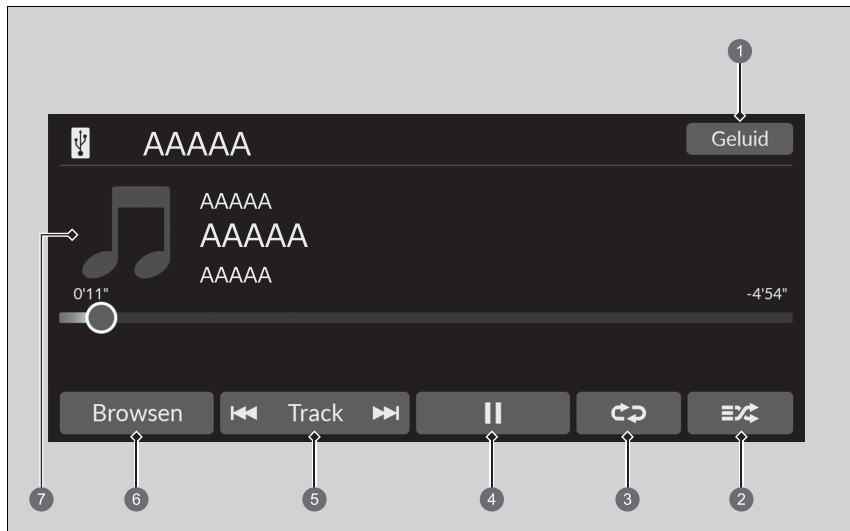 1
AAAAA
Geluid
AAAAA
AAAAA
AAAAA
7
0'11"
-4'54"
Browsen
Track
6
5
4
3
2